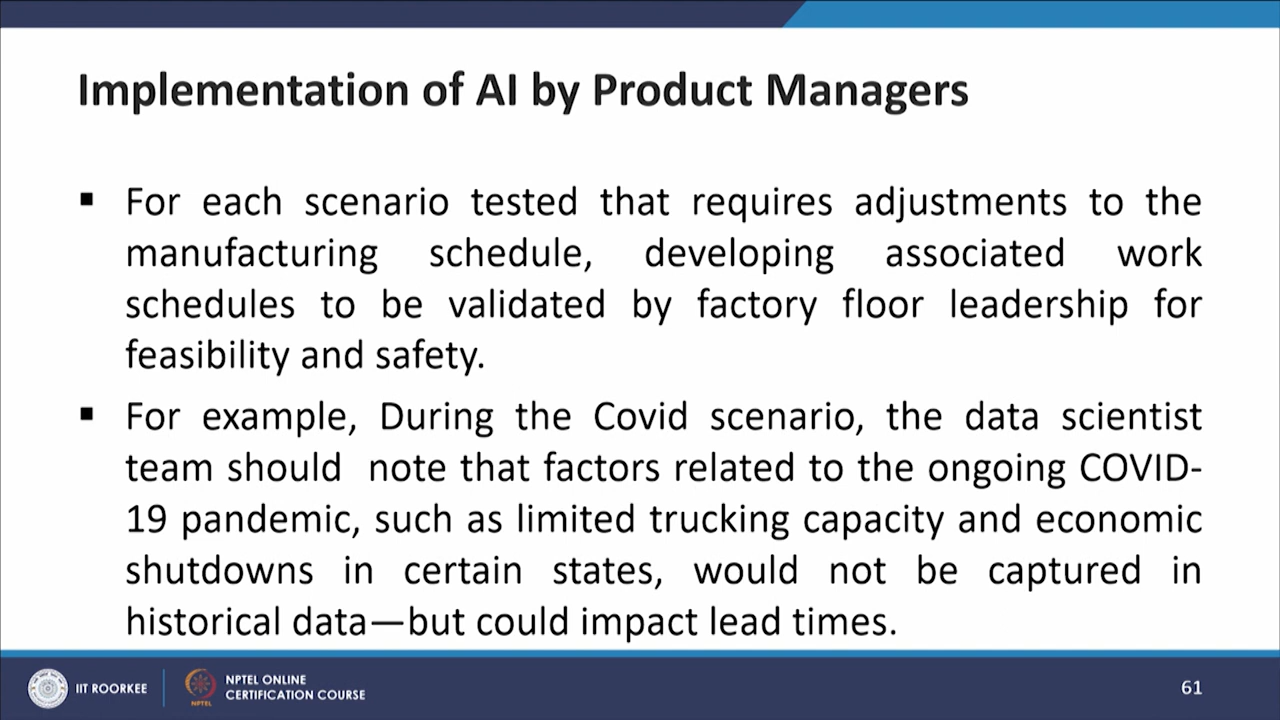 Implementation of AI by Product Managers
▪ For each scenario tested that requires adjustments to the
manufacturing schedule, developing associated work
schedules to be validated by factory floor leadership for
feasibility and safety.
▪ For example, During the Covid scenario, the data scientist
team should note that factors related to the ongoing COVID-
19 pandemic, such as limited trucking capacity and economic
shutdowns in certain states, would not be captured in
historical data—but could impact lead times.
IIT ROORKEE
NPTEL
NPTEL ONLINE
CERTIFICATION COURSE
61